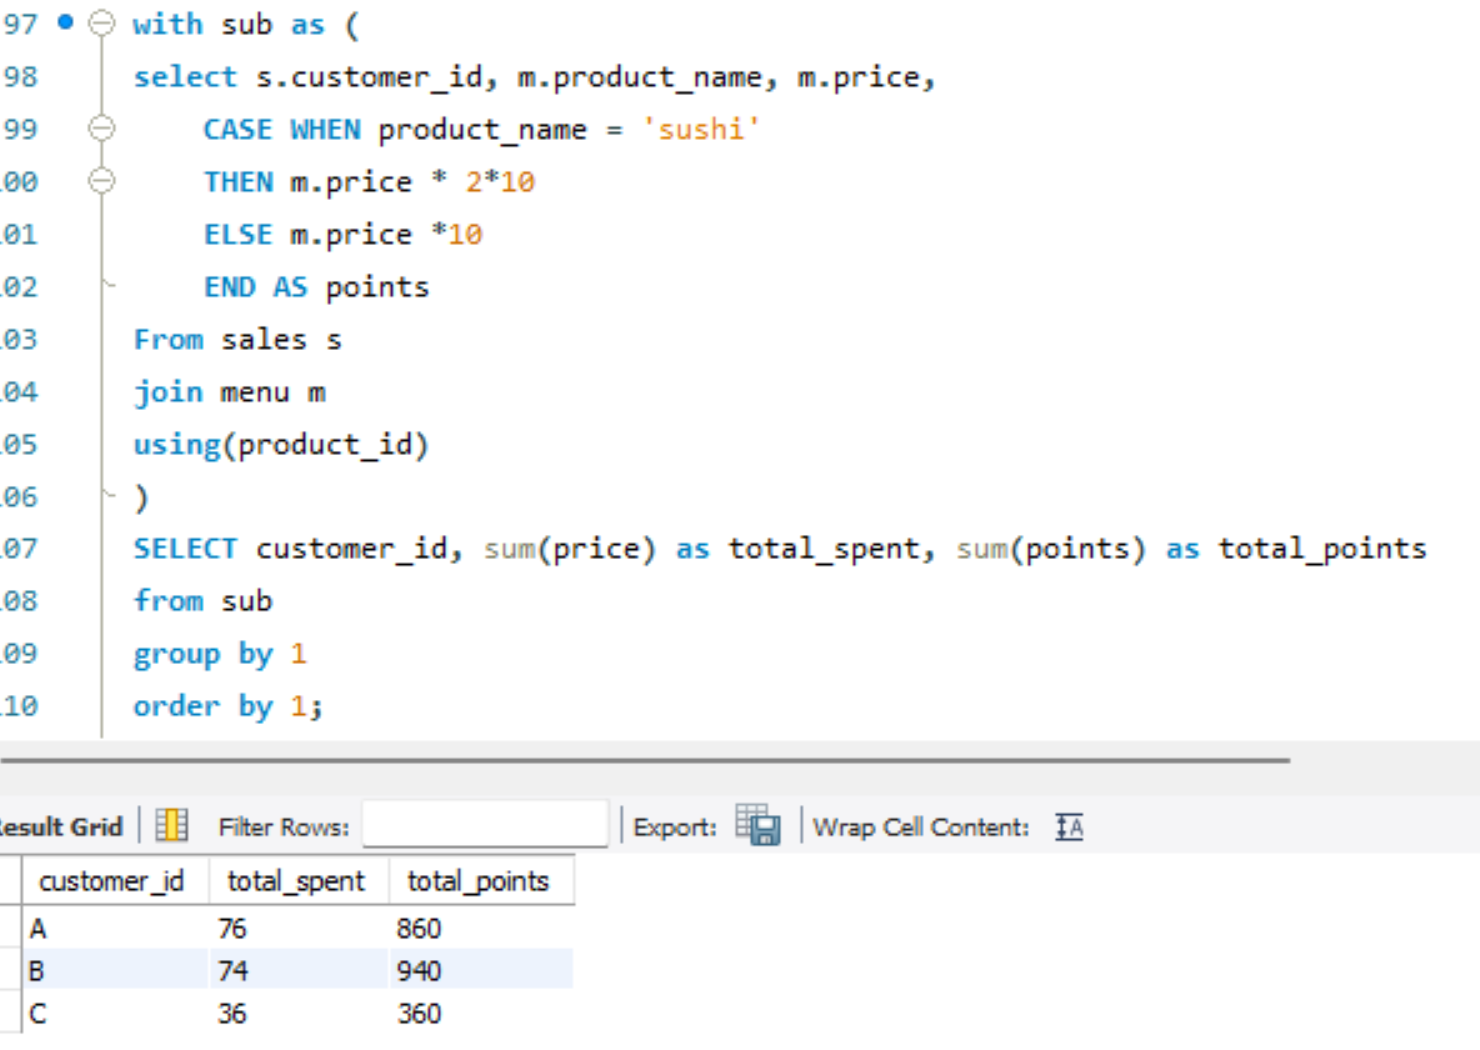 97 with sub as (
98 select s.customer_id, m.product_name, m.price,
99 CASE WHEN product_name = 'sushi'
00 THEN m.price * 2*10
01 ELSE m.price *10
02 END AS points
03 From sales s
04 join menu m
05 using(product_id)
06 )
07 SELECT customer_id, sum(price) as total_spent, sum(points) as total_points
08 from sub
09 group by 1
10 order by 1;
Result Grid Filter Rows: Export: Wrap Cell Content: IA
customer_id total_spent total_points
A 76 860
B 74 940
C 36 360